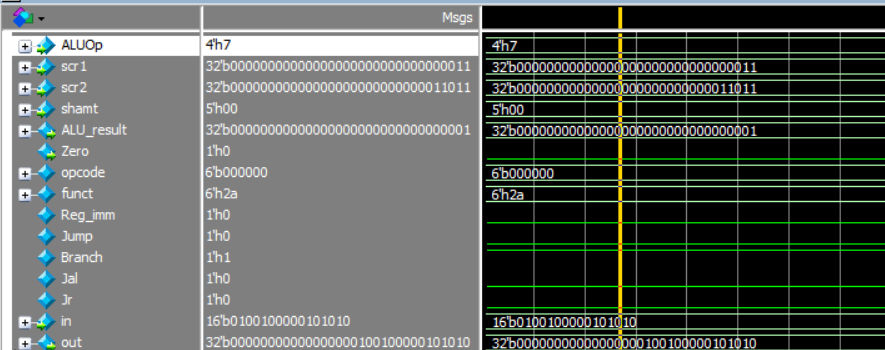 Msgs
ALUOp 4'h7 4'h7
scr1 32'b00000000000000000000000000000011 32'b00000000000000000000000000000011
scr2 32'b00000000000000000000000000011011 32'b00000000000000000000000000011011
shamt 5'h00 5'h00
ALU_result 32'b00000000000000000000000000000001 32'b00000000000000000000000000000001
Zero 1'h0
opcode 6'b000000 6'b000000
funct 6'h2a 6'h2a
Reg_imm 1'h0
Jump 1'h0
Branch 1'h1
Jal 1'h0
Jr 1'h0
in 16'b0100100000101010 16'b0100100000101010
out 32'b00000000000000000100100000101010 32'b00000000000000000100100000101010